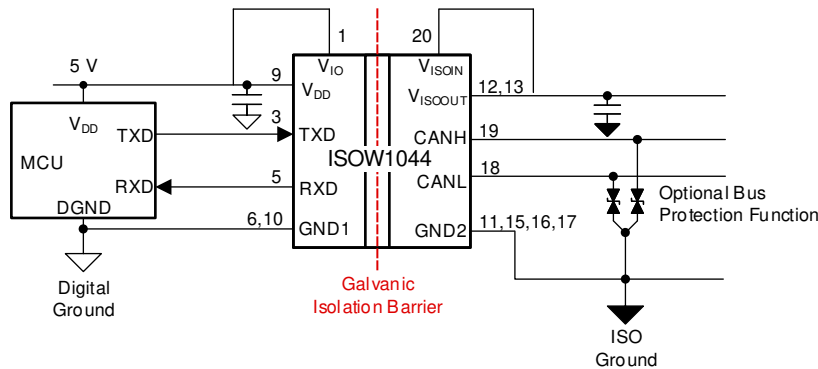 1
20
5 V
9
VIO
VDD
VISOIN
VISOOUT
12,13
VDD
TXD
3
TXD
CANH
19
MCU
ISOW1044
RXD
5
RXD
CANL
18
Optional Bus
Protection Function
DGND
6,10
GND1
GND2
11,15,16,17
Digital
Ground
Galvanic
Isolation Barrier
ISO
Ground